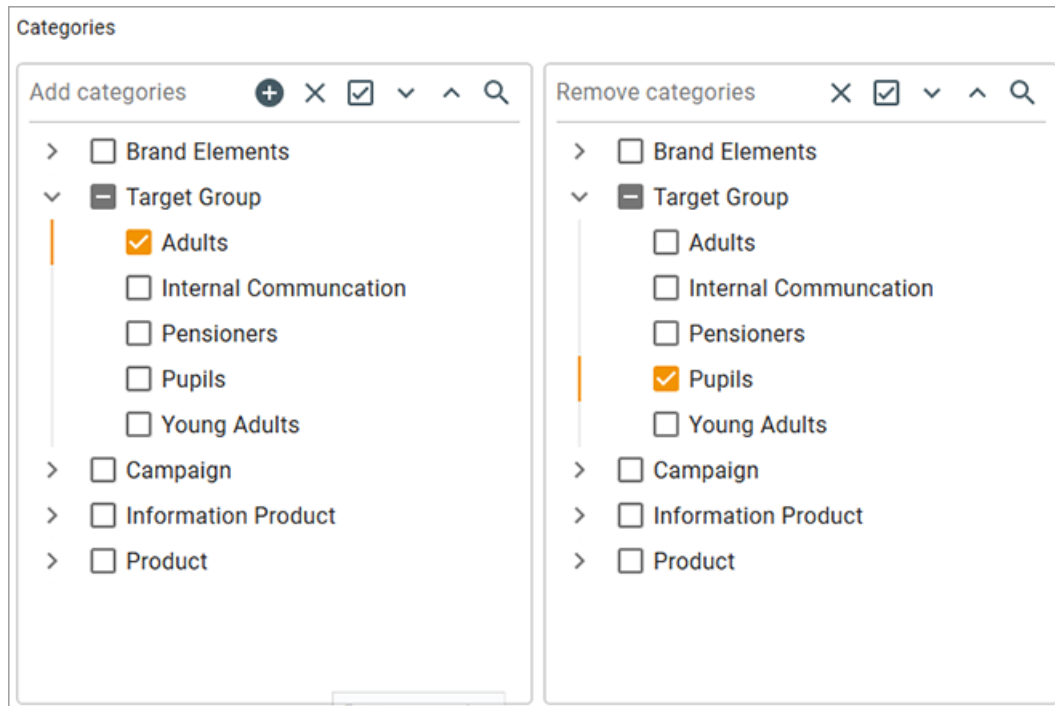 Categories
Add categories
Brand Elements
Target Group
Adults
Internal Communcation
Pensioners
Pupils
Young Adults
Campaign
Information Product
Product
Remove categories
Brand Elements
Target Group
Adults
Internal Communcation
Pensioners
Pupils
Young Adults
Campaign
Information Product
Product